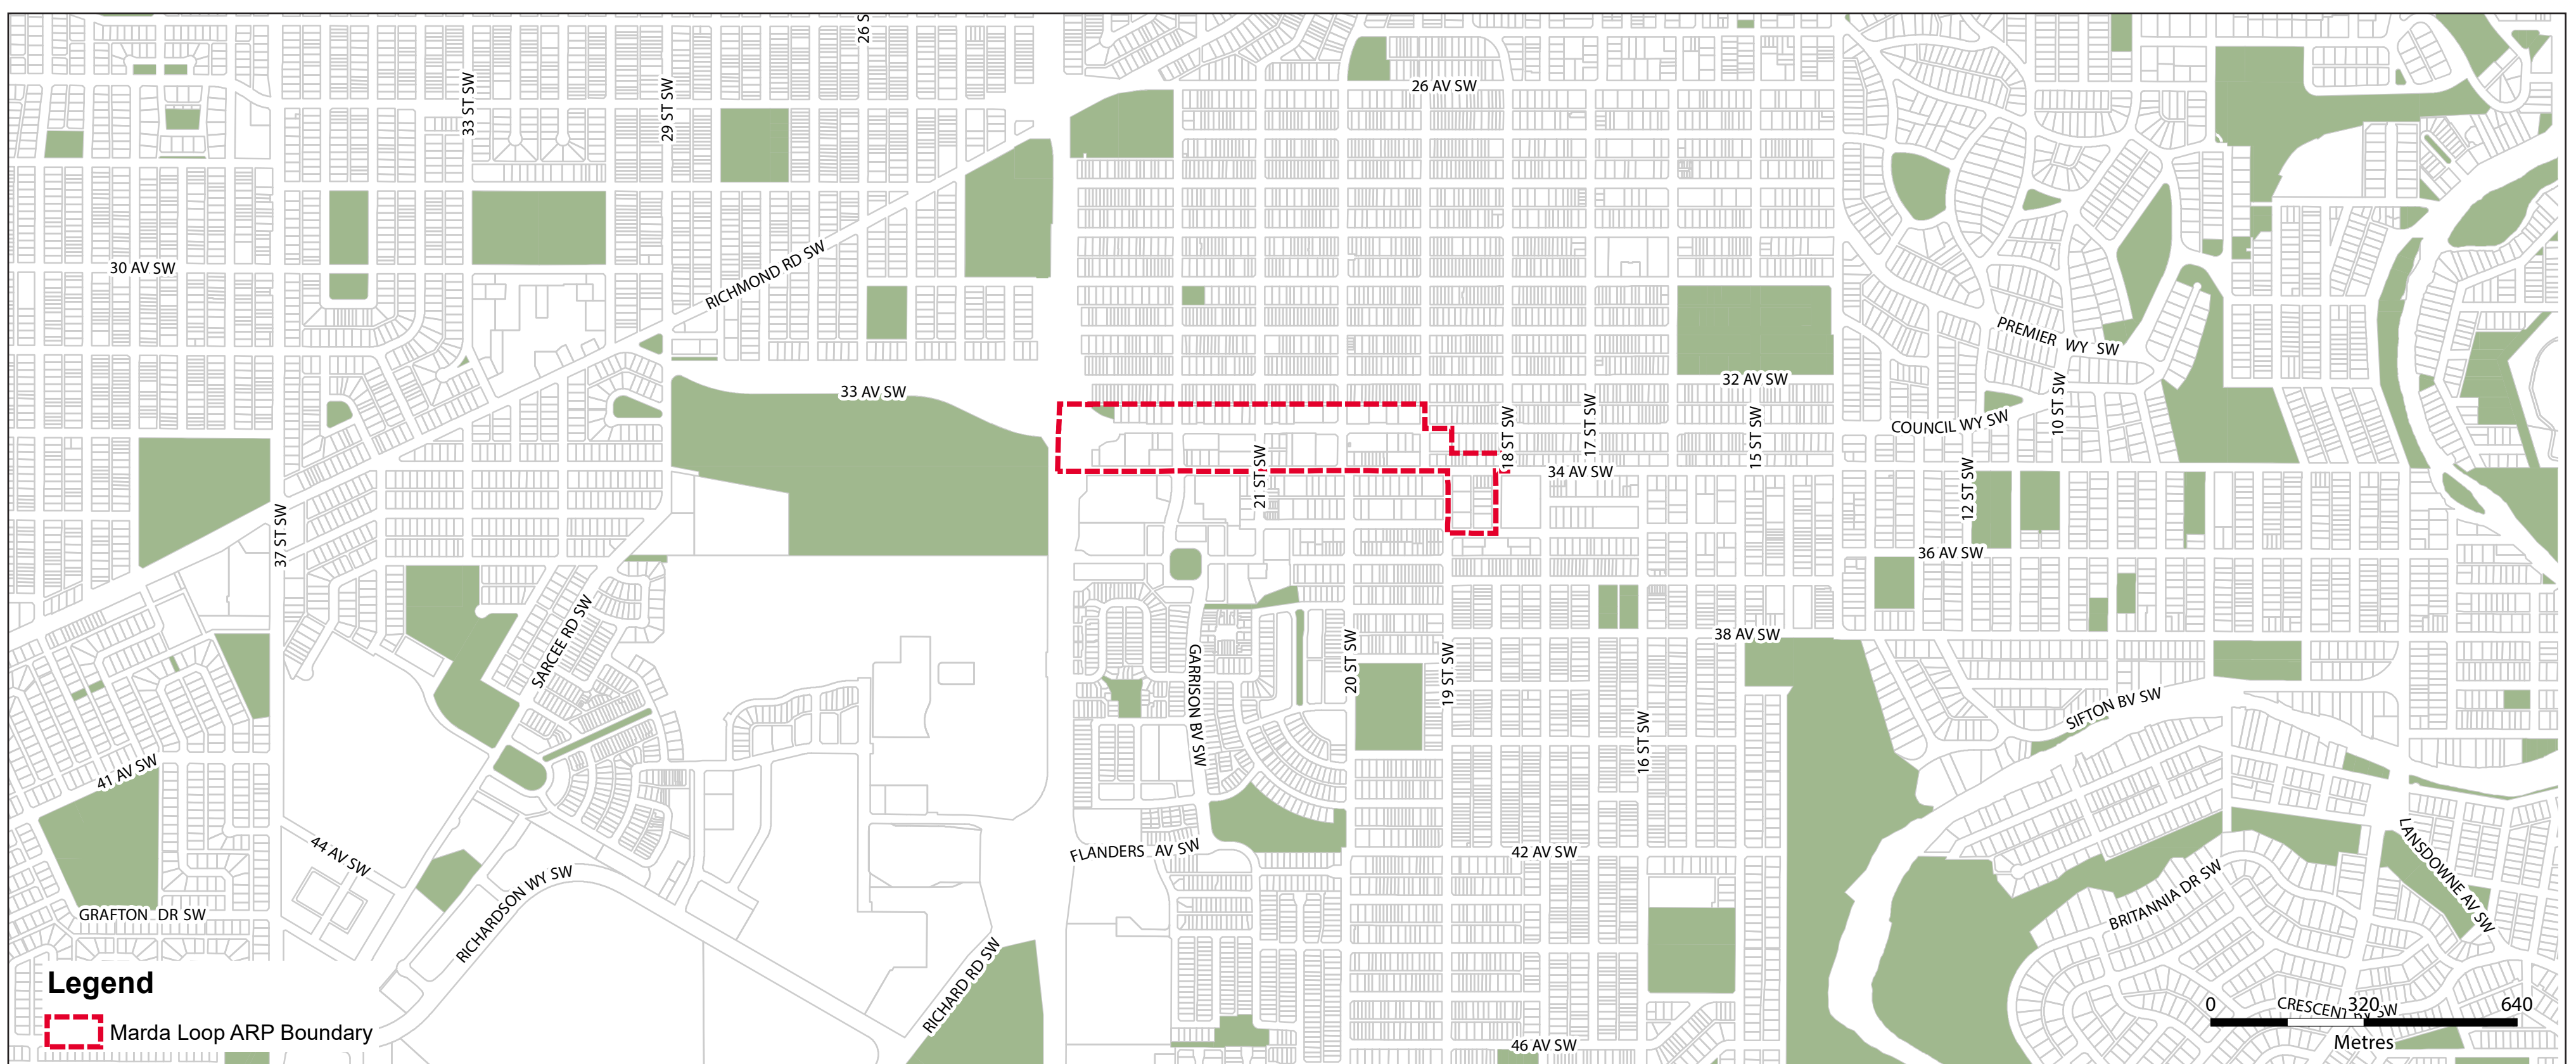 26 S
33 ST SW
29 ST SW
26 AV SW
30 AV SW
RICHMOND RD SW
33 AV SW
32 AV SW
PREMIER WY SW
10 ST SW
COUNCIL WY SW
18 ST SW
17 ST SW
15 ST SW
34 AV SW
21 ST SW
12 ST SW
37 ST SW
36 AV SW
SARCEE RD SW
38 AV SW
20 ST SW
19 ST SW
GARRISON BV SW
16 ST SW
SIFTON BV SW
41 AV SW
44 AV SW
FLANDERS AV SW
42 AV SW
LANSDOWNE AV SW
BRITANNIA DR SW
RICHARDSON WY SW
GRAFTON DR SW
RICHARD RD SW
46 AV SW
CRESCENT BV SW
Legend
Marda Loop ARP Boundary
0 320 640
Metres